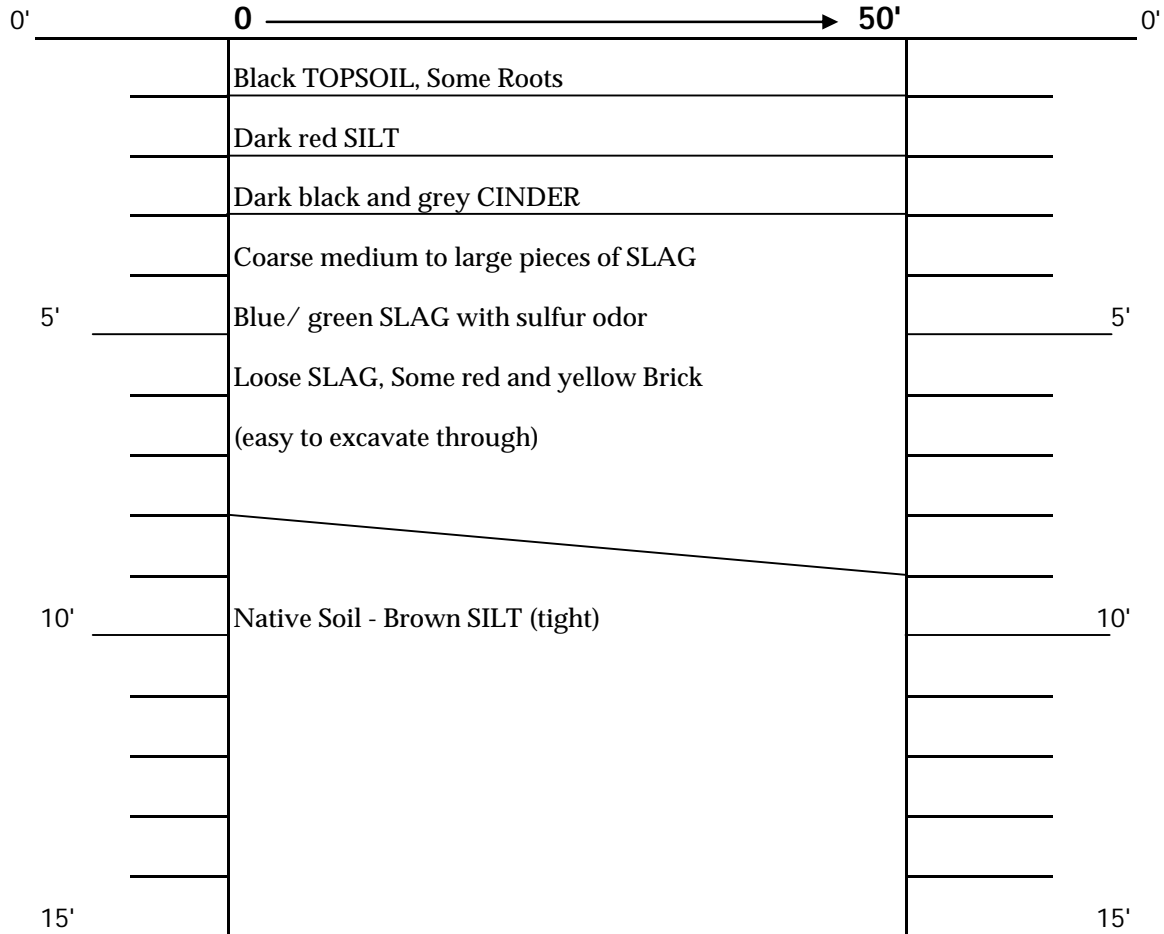 0' 0 50' 0'
Black TOPSOIL, Some Roots
Dark red SILT
Dark black and grey CINDER
Coarse medium to large pieces of SLAG
5' Blue/ green SLAG with sulfur odor 5'
Loose SLAG, Some red and yellow Brick
(easy to excavate through)
10' Native Soil - Brown SILT (tight) 10'
15' 15'